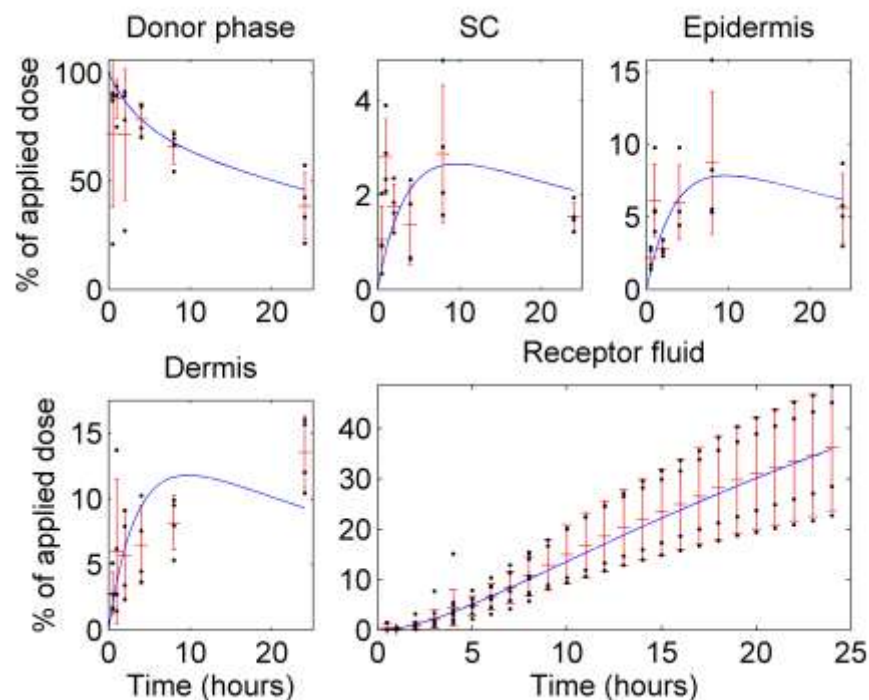 Donor phase
SC
Epidermis
% of applied dose
100
50
0
0 10 20
4
2
0
0 10 20
15
10
5
0
0 10 20
Dermis
Receptor fluid
% of applied dose
15
10
5
0
0 10 20
Time (hours)
40
30
20
10
0
0 5 10 15 20 25
Time (hours)